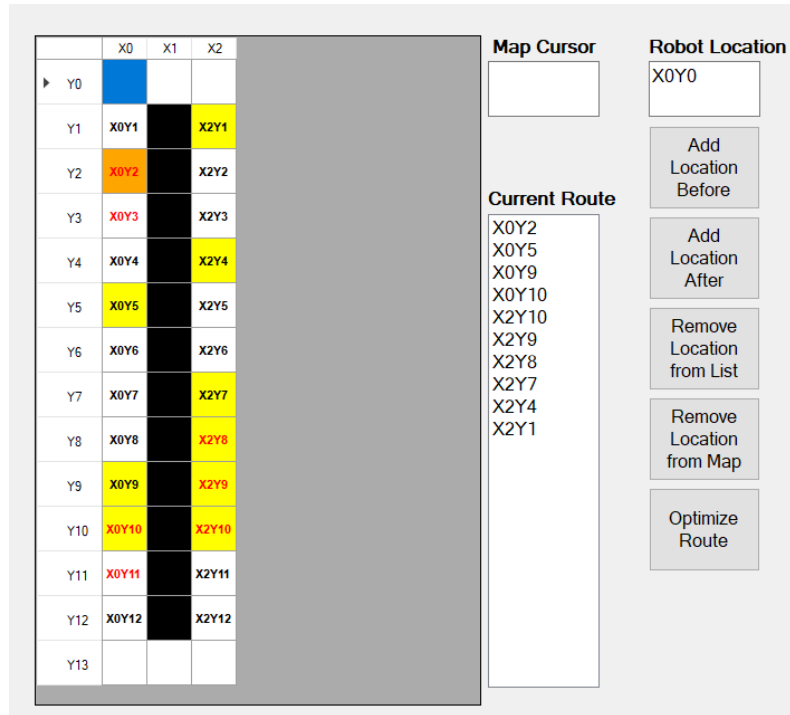 X0 X1 X2
Y0
Y1 X0Y1 X2Y1
Y2 X0Y2 X2Y2
Y3 X0Y3 X2Y3
Y4 X0Y4 X2Y4
Y5 X0Y5 X2Y5
Y6 X0Y6 X2Y6
Y7 X0Y7 X2Y7
Y8 X0Y8 X2Y8
Y9 X0Y9 X2Y9
Y10 X0Y10 X2Y10
Y11 X0Y11 X2Y11
Y12 X0Y12 X2Y12
Y13
Map Cursor
Current Route
X0Y2
X0Y5
X0Y9
X0Y10
X2Y10
X2Y9
X2Y8
X2Y7
X2Y4
X2Y1
Robot Location
X0Y0
Add
Location
Before
Add
Location
After
Remove
Location
from List
Remove
Location
from Map
Optimize
Route